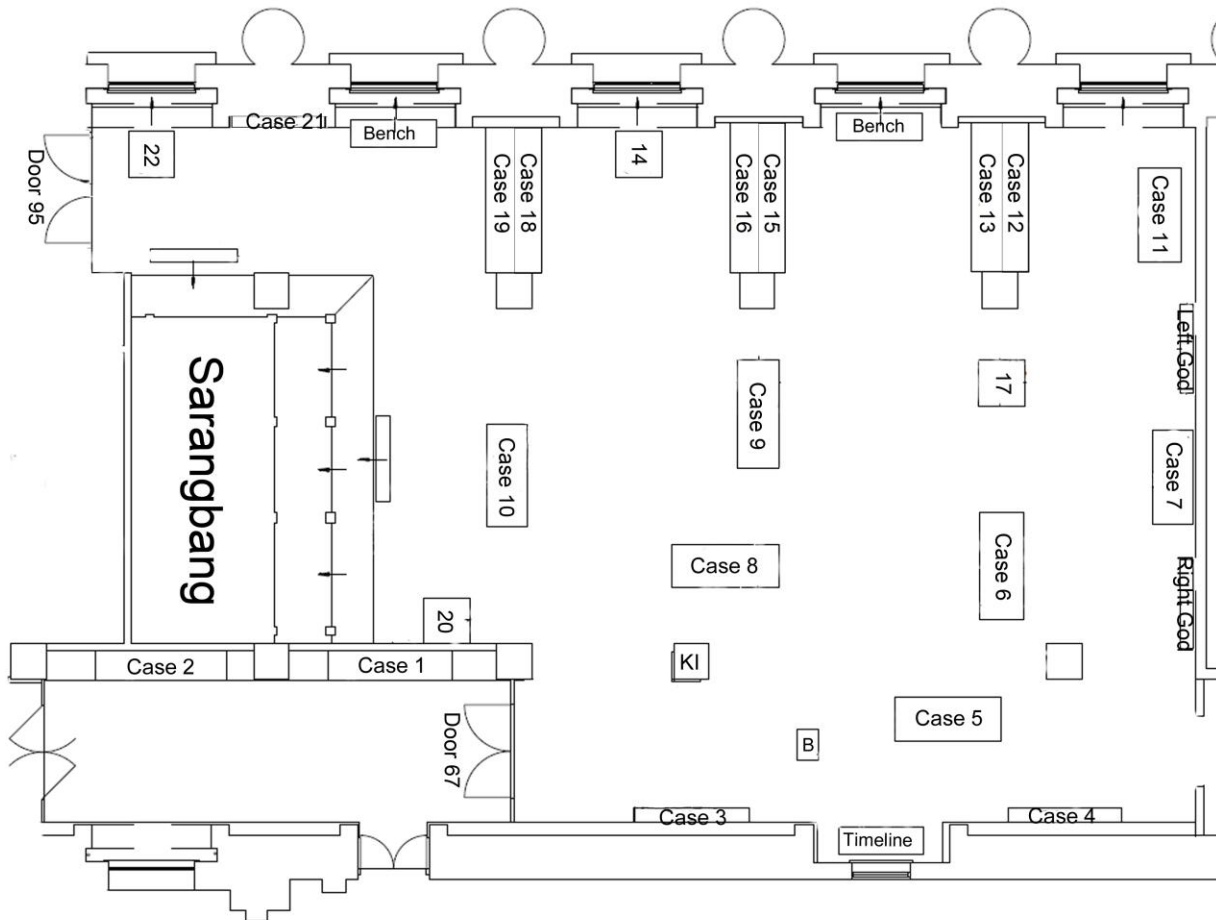 Case 21
Bench
Bench
22
14
Door 95
Case 19
Case 18
Case 16
Case 15
Case 13
Case 12
Case 11
Left.God
Sarangbang
17
Case 9
Case 10
Case 7
Case 8
Case 6
Right God
20
Case 2
Case 1
KI
Door 67
Case 5
B
Case 3
Case 4
Timeline